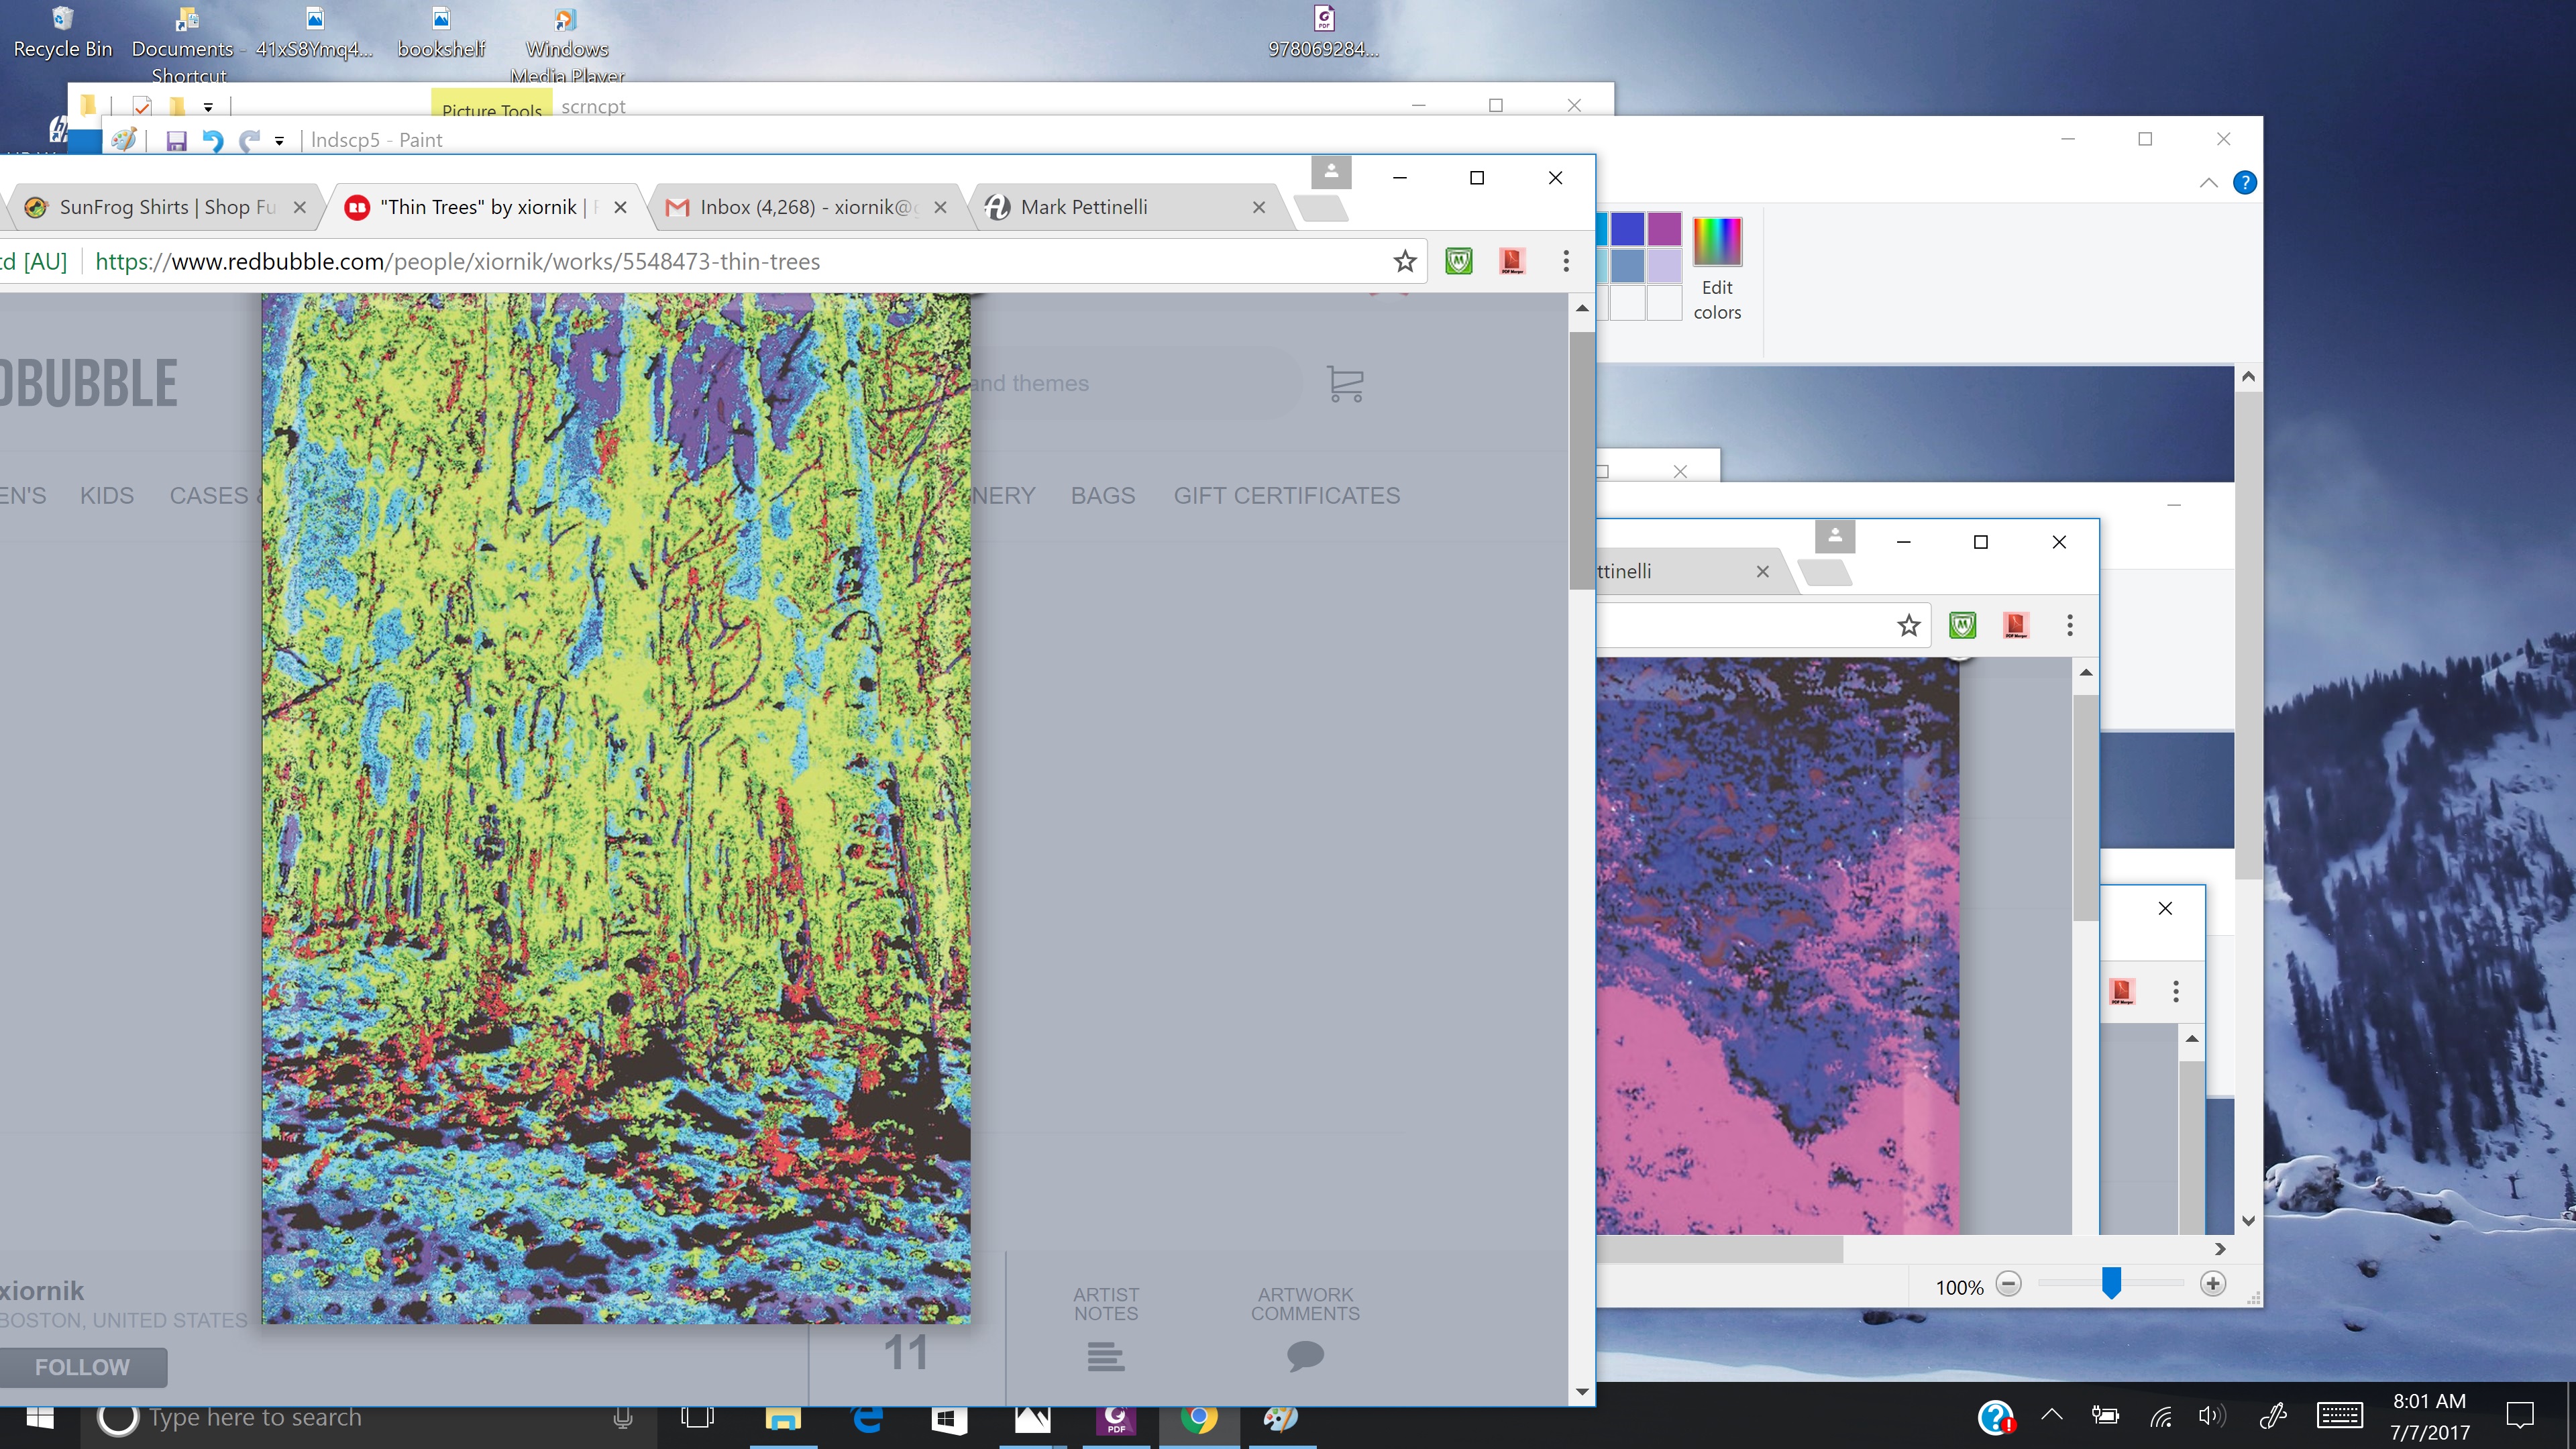 Recycle Bin
Documents - Shortcut
41xS8Ymq4...
bookshelf
Windows Media Player
978069284...
Picture Tools
scrncpt
lndscp5 - Paint
SunFrog Shirts | Shop Fu
"Thin Trees" by xiornik |
Inbox (4,268) - xiornik@
Mark Pettinelli
td [AU]
https://www.redbubble.com/people/xiornik/works/5548473-thin-trees
Edit
colors
DBUBBLE
and themes
EN'S
KIDS
CASES &
NERY
BAGS
GIFT CERTIFICATES
ttinelli
xiornik
BOSTON, UNITED STATES
FOLLOW
11
ARTIST
NOTES
ARTWORK
COMMENTS
100%
Type here to search
PDF
8:01 AM
7/7/2017